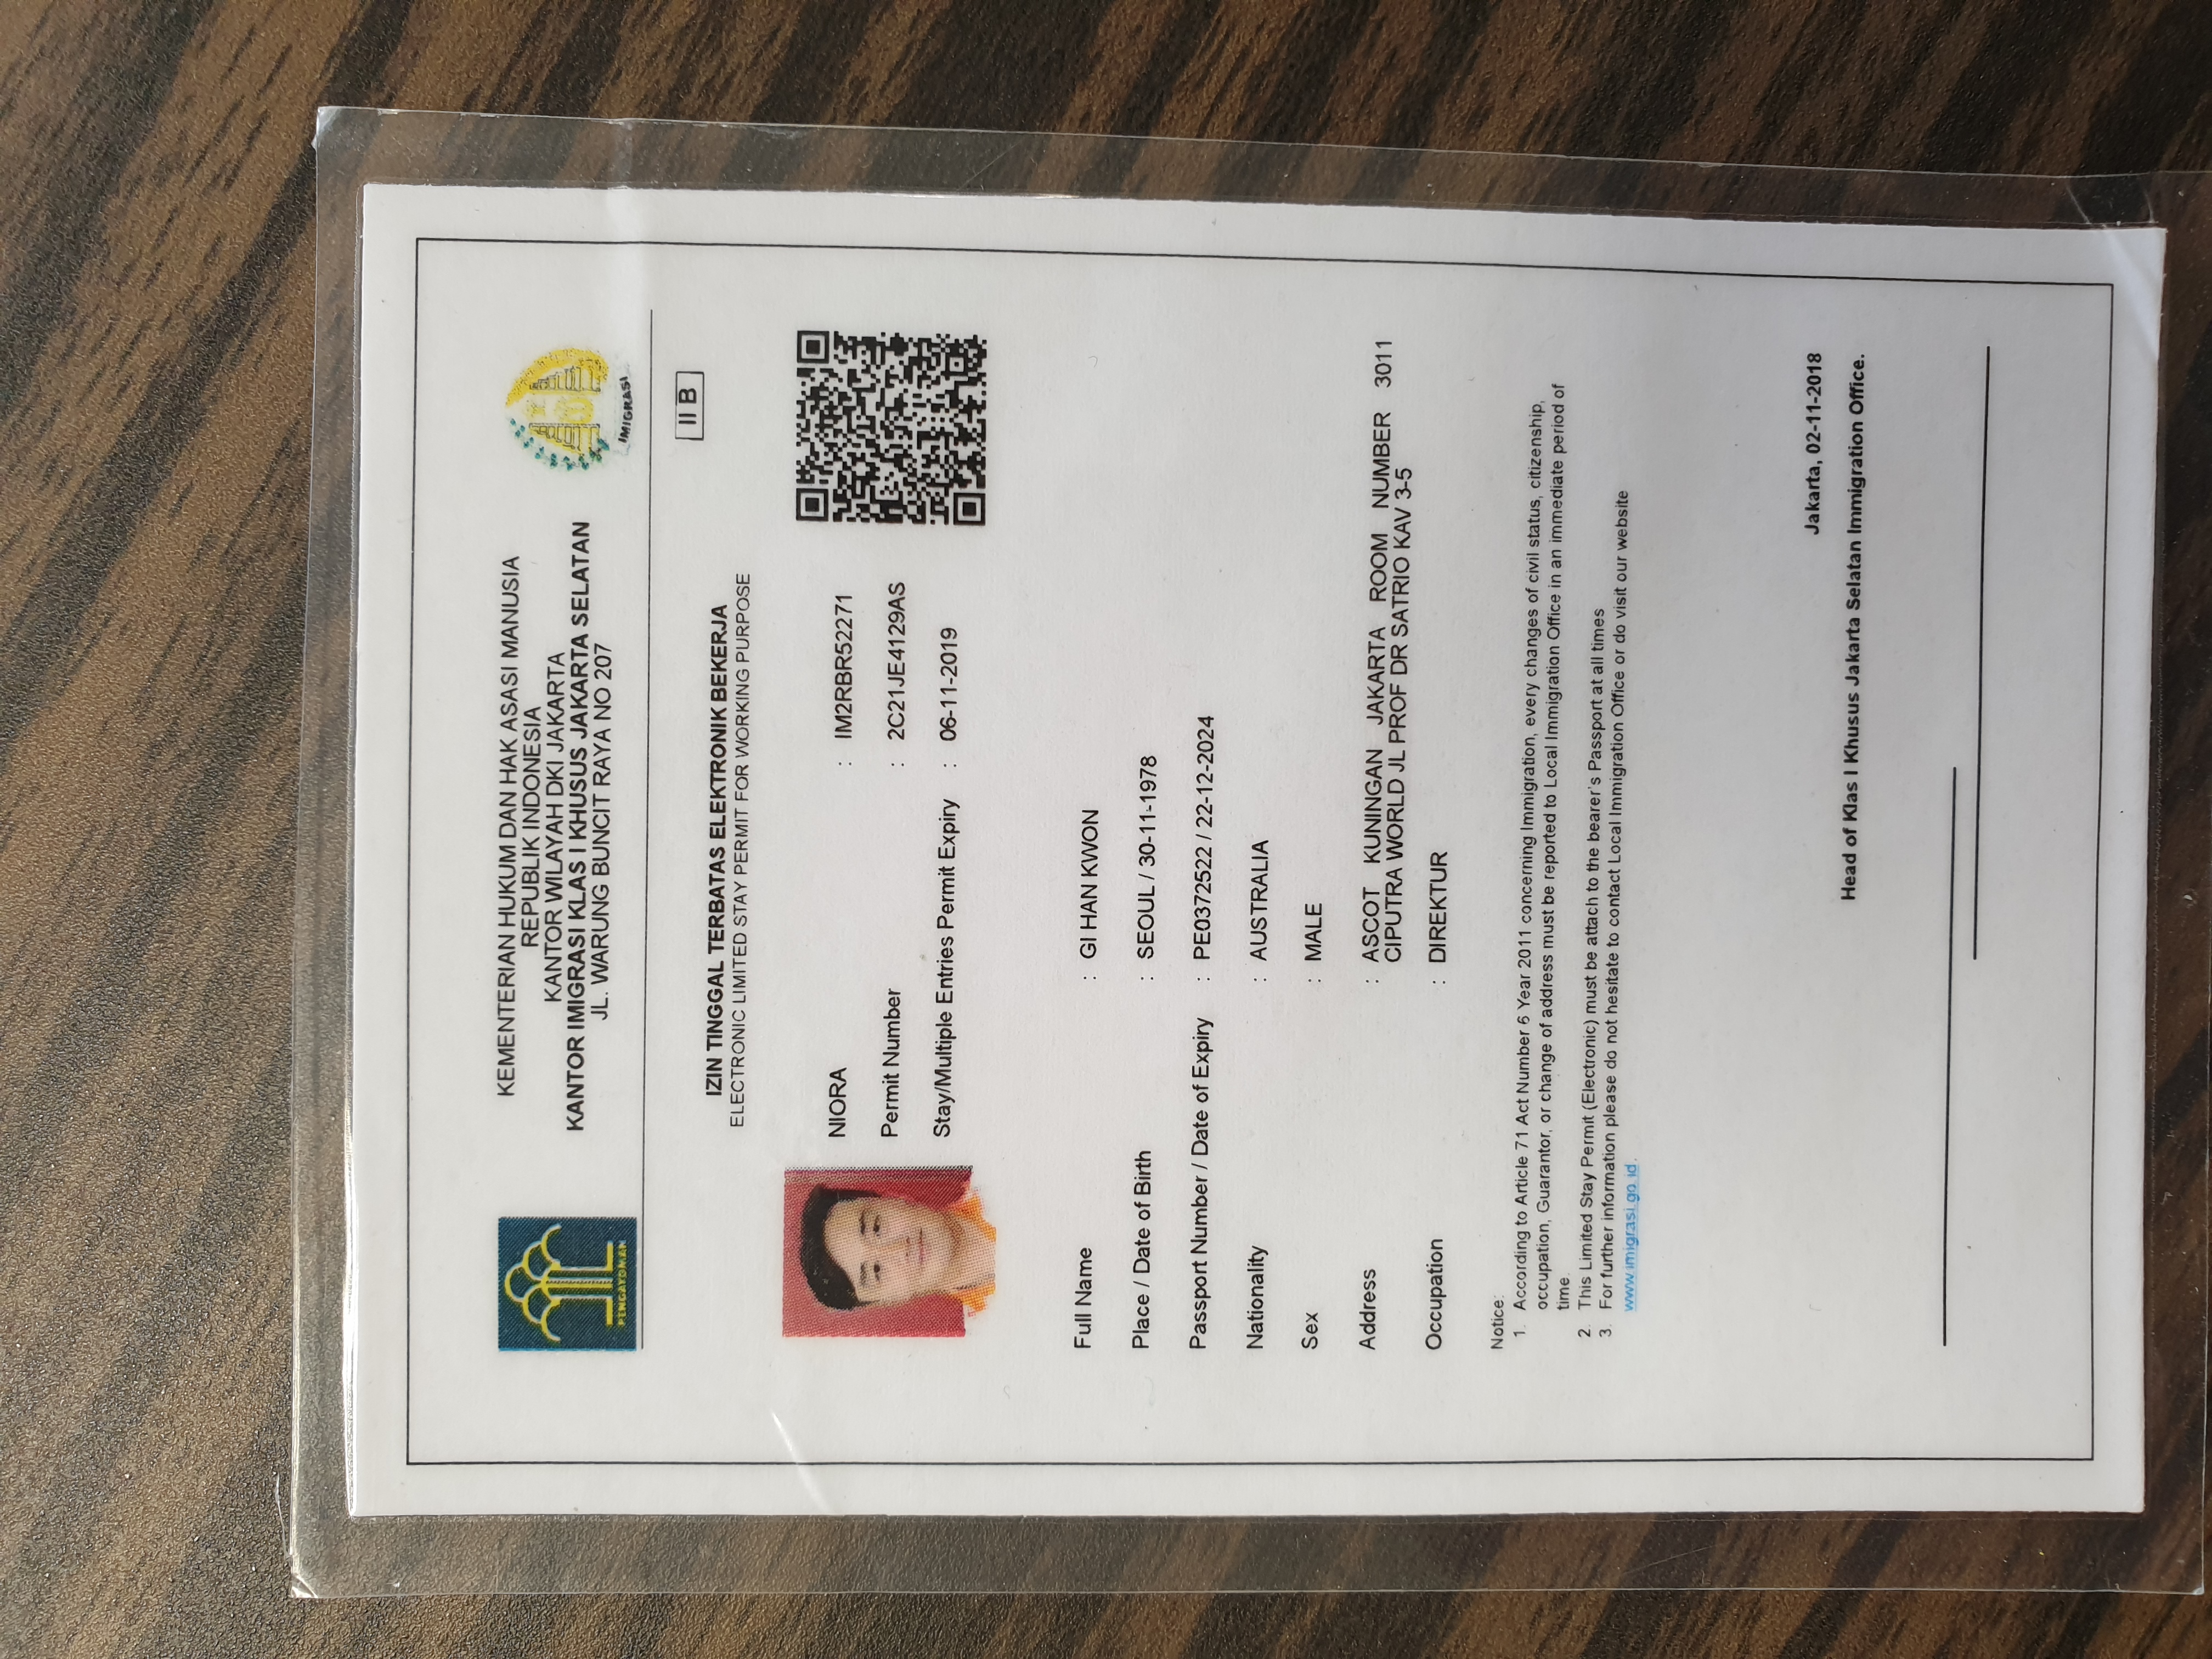 KEMENTERIAN HUKUM DAN HAK ASASI MANUSIA
REPUBLIK INDONESIA
KANTOR WILAYAH DKI JAKARTA
KANTOR IMIGRASI KLAS I KHUSUS JAKARTA SELATAN
JL. WARUNG BUNCIT RAYA NO 207
PENGAYOMAN
IMIGRASI
II B
IZIN TINGGAL TERBATAS ELEKTRONIK BEKERJA
ELECTRONIC LIMITED STAY PERMIT FOR WORKING PURPOSE
NIORA : IM2RBR52271
Permit Number : 2C21JE4129AS
Stay/Multiple Entries Permit Expiry : 06-11-2019
Full Name : GI HAN KWON
Place / Date of Birth : SEOUL / 30-11-1978
Passport Number / Date of Expiry : PE0372522 / 22-12-2024
Nationality : AUSTRALIA
Sex : MALE
Address : ASCOT KUNINGAN JAKARTA ROOM NUMBER 3011
CIPUTRA WORLD JL PROF DR SATRIO KAV 3-5
Occupation : DIREKTUR
Notice:
1. According to Article 71 Act Number 6 Year 2011 concerning Immigration, every changes of civil status, citizenship,
occupation, Guarantor, or change of address must be reported to Local Immigration Office in an immediate period of
time.
2. This Limited Stay Permit (Electronic) must be attach to the bearer's Passport at all times
3. For further information please do not hesitate to contact Local Immigration Office or do visit our website
www.imigrasi.go.id.
Jakarta, 02-11-2018
Head of Klas I Khusus Jakarta Selatan Immigration Office.